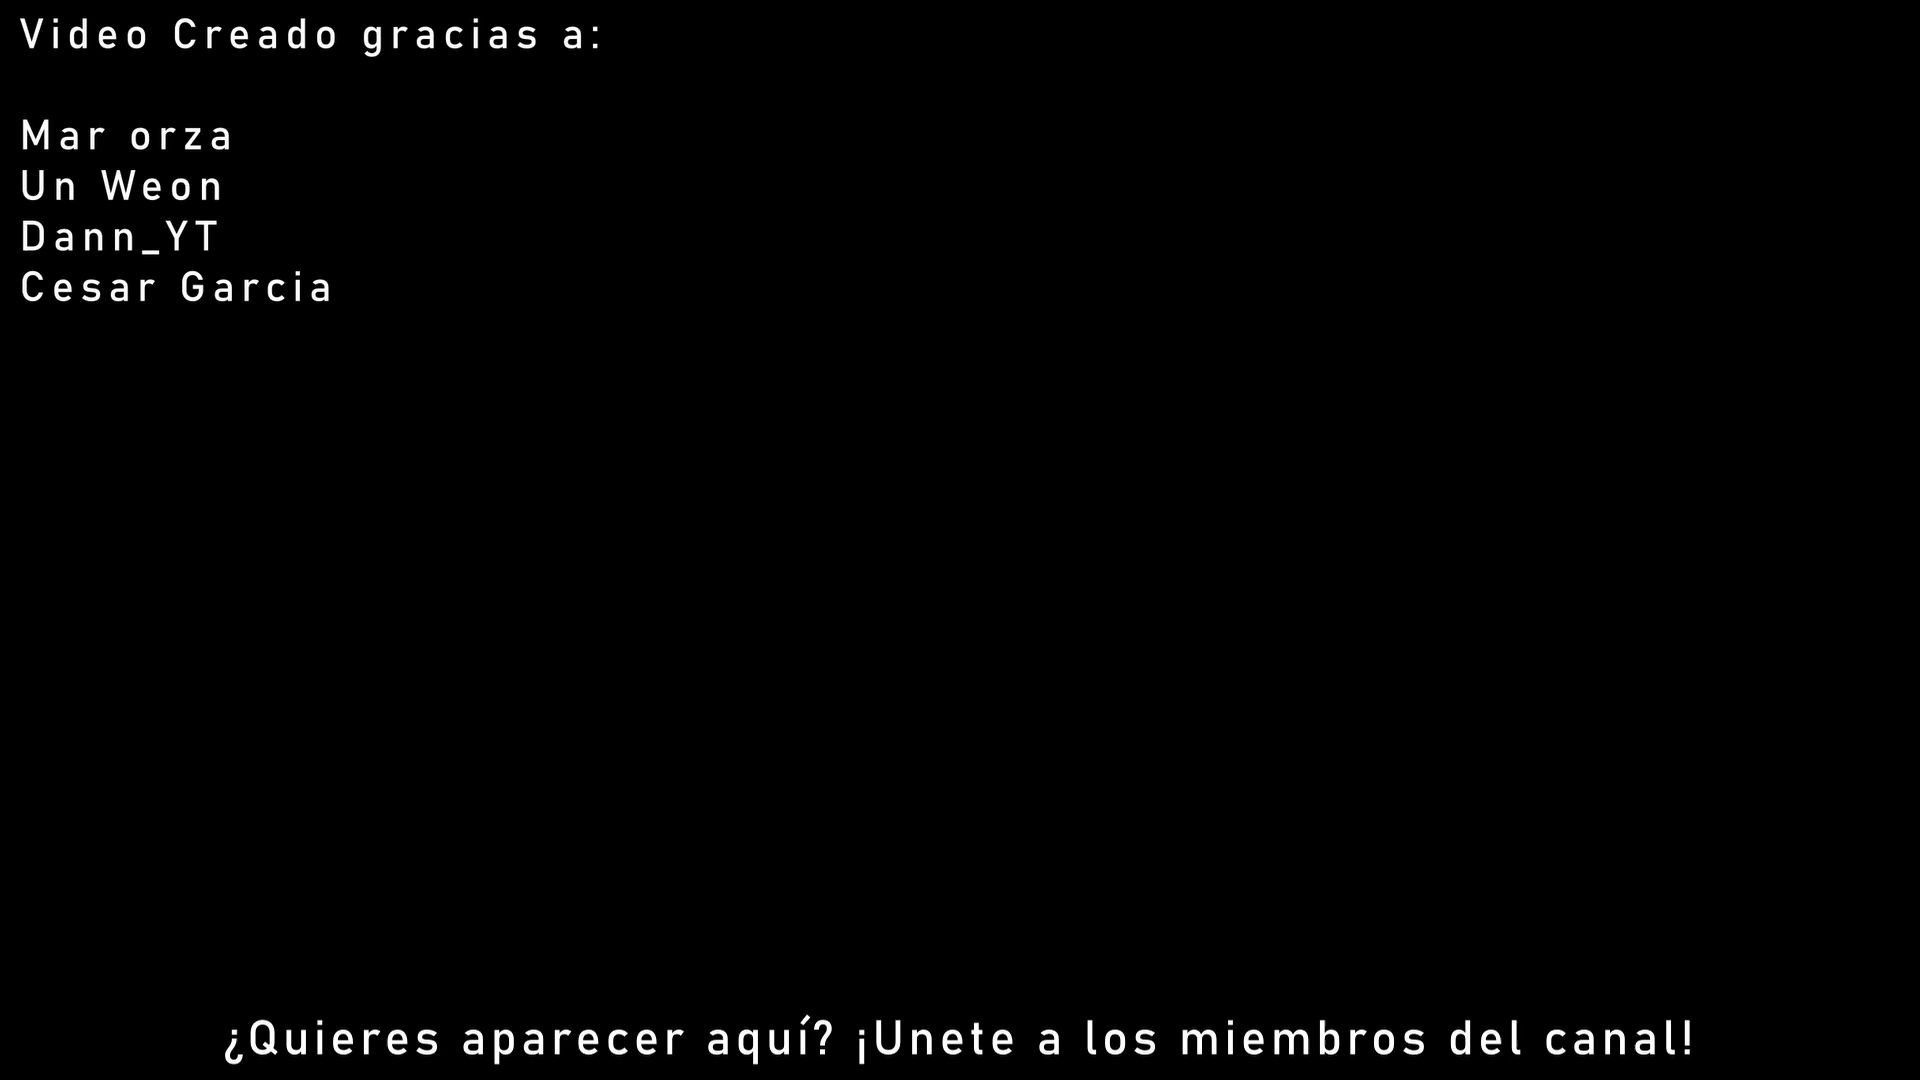 Video Creado gracias a:
Mar orza
Un Weon
Dann_YT
Cesar Garcia
¿Quieres aparecer aquí? ¡Unete a los miembros del canal!